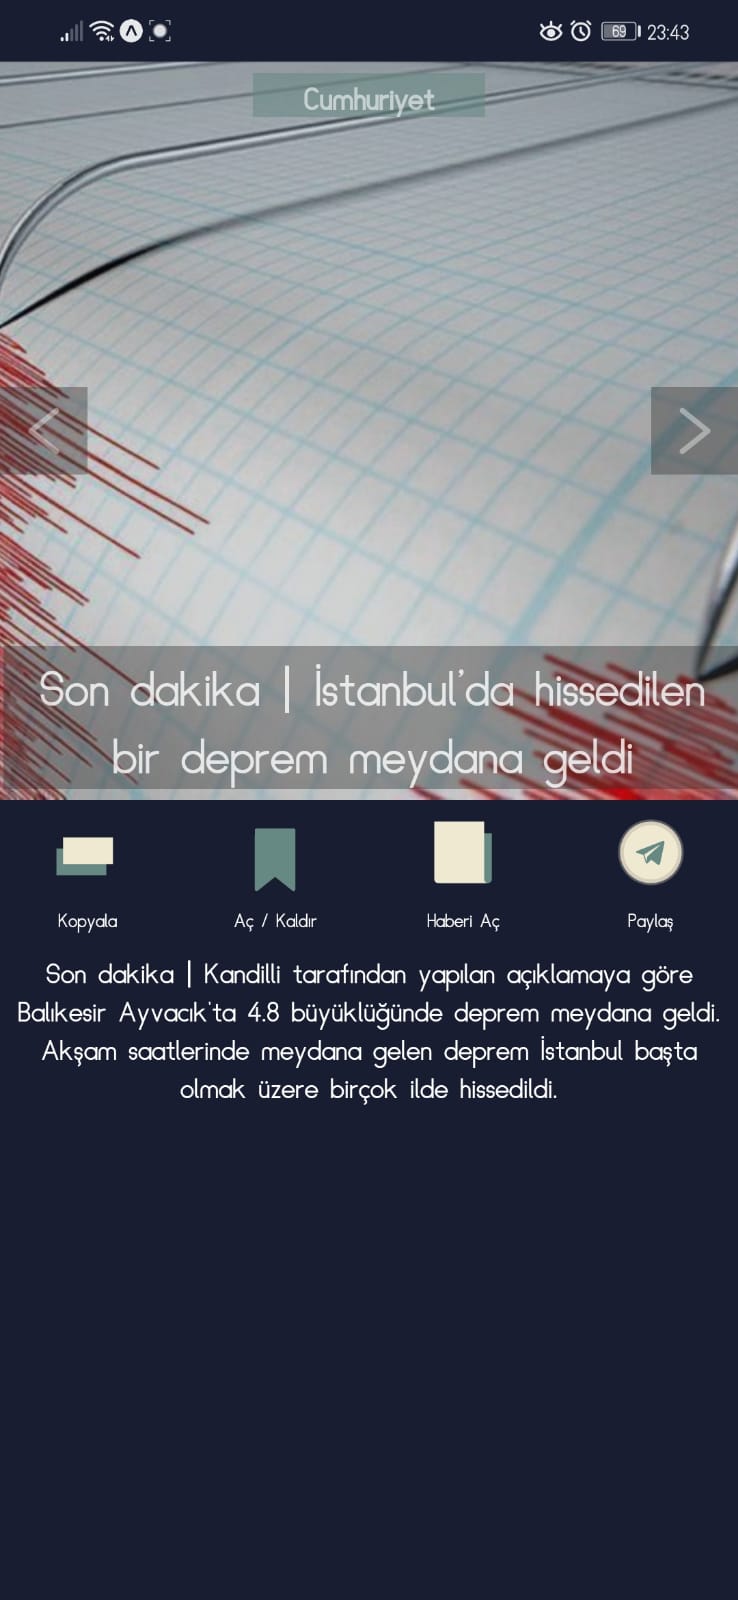 69 23:43
Cumhuriyet
Son dakika | İstanbul'da hissedilen
bir deprem meydana geldi
Kopyala
Aç / Kaldır
Haberi Aç
Paylaş
Son dakika | Kandilli tarafından yapılan açıklamaya göre
Balıkesir Ayvacık'ta 4.8 büyüklüğünde deprem meydana geldi.
Akşam saatlerinde meydana gelen deprem İstanbul başta
olmak üzere birçok ilde hissedildi.